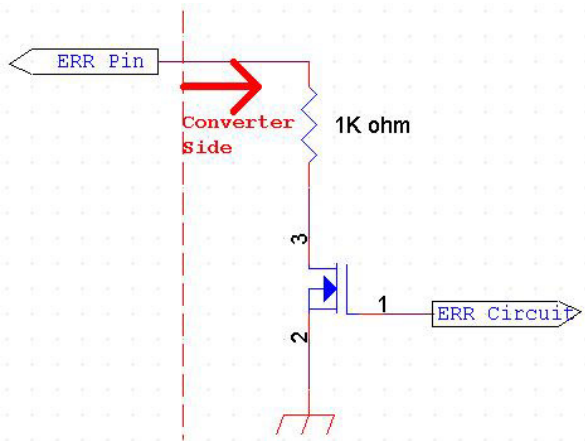 ERR Pin
Converter
Side
1K ohm
3
1
ERR Circuit
2